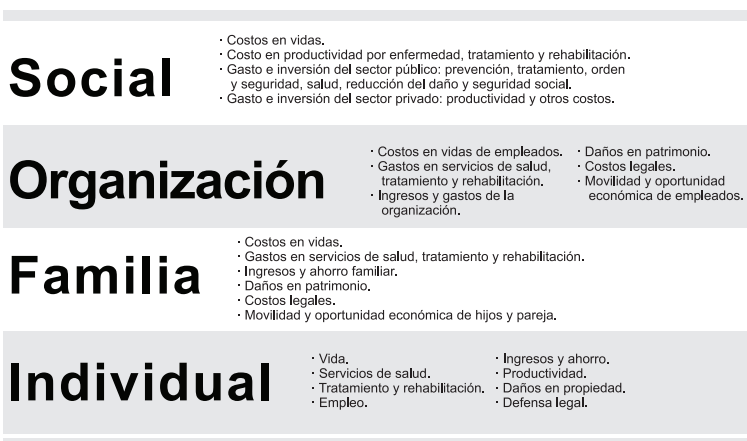 Social
· Costos en vidas.
· Costo en productividad por enfermedad, tratamiento y rehabilitación.
· Gasto e inversión del sector público: prevención, tratamiento, orden
y seguridad, salud, reducción del daño y seguridad social.
· Gasto e inversión del sector privado: productividad y otros costos.
Organización
· Costos en vidas de empleados.
· Gastos en servicios de salud,
tratamiento y rehabilitación.
· Ingresos y gastos de la
organización.
· Daños en patrimonio.
· Costos legales.
· Movilidad y oportunidad
económica de empleados.
Familia
· Costos en vidas.
· Gastos en servicios de salud, tratamiento y rehabilitación.
· Ingresos y ahorro familiar.
· Daños en patrimonio.
· Costos legales.
· Movilidad y oportunidad económica de hijos y pareja.
Individual
· Vida.
· Servicios de salud.
· Tratamiento y rehabilitación.
· Empleo.
· Ingresos y ahorro.
· Productividad.
· Daños en propiedad.
· Defensa legal.